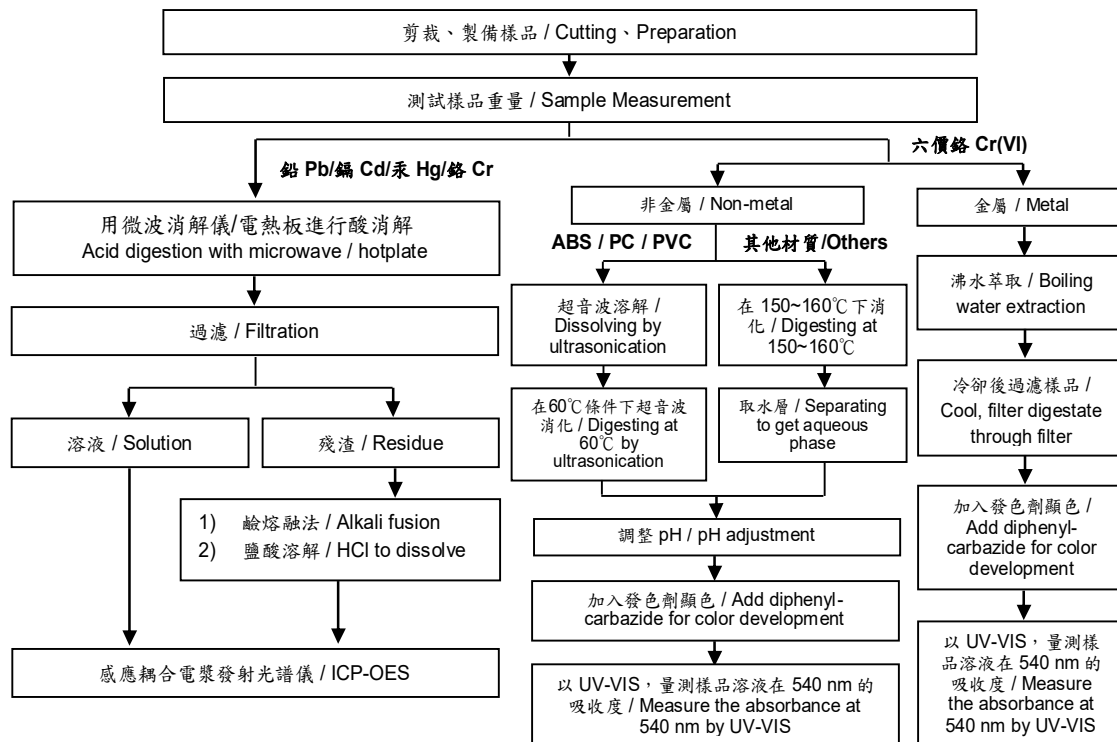 剪裁、製備樣品 / Cutting、Preparation
測試樣品重量 / Sample Measurement
鉛 Pb/鎘 Cd/汞 Hg/鉻 Cr
六價鉻 Cr(VI)
用微波消解儀/電熱板進行酸消解
Acid digestion with microwave / hotplate
過濾 / Filtration
溶液 / Solution
殘渣 / Residue
1) 鹼熔融法 / Alkali fusion
2) 鹽酸溶解 / HCl to dissolve
感應耦合電漿發射光譜儀 / ICP-OES
非金屬 / Non-metal
ABS / PC / PVC
其他材質/Others
超音波溶解 /
Dissolving by
ultrasonication
在 150~160℃下消
化 / Digesting at
150~160℃
在60℃條件下超音波
消化 / Digesting at
60℃ by
ultrasonication
取水層 / Separating
to get aqueous
phase
調整 pH / pH adjustment
加入發色劑顯色 / Add diphenyl-
carbazide for color development
以 UV-VIS，量測樣品溶液在 540 nm 的
吸收度 / Measure the absorbance at
540 nm by UV-VIS
金屬 / Metal
沸水萃取 / Boiling
water extraction
冷卻後過濾樣品 /
Cool, filter digestate
through filter
加入發色劑顯色 /
Add diphenyl-
carbazide for color
development
以 UV-VIS，量測樣
品溶液在 540 nm 的
吸收度 / Measure
the absorbance at
540 nm by UV-VIS